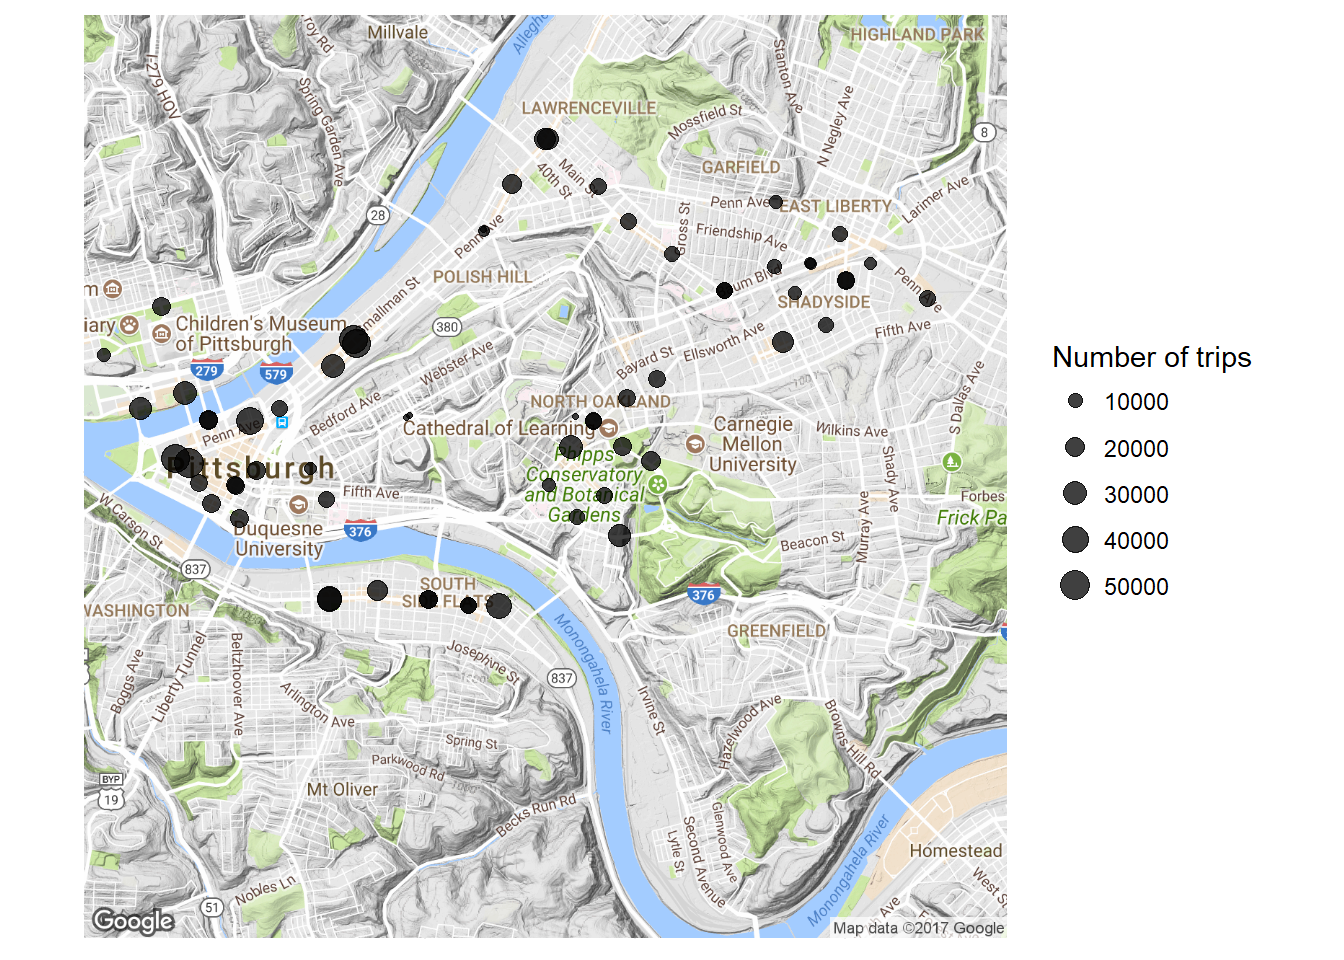 Millvale
Allegh
roy Rd
I-279 HOV
Spring Garden Ave
HIGHLAND PARK
Stanton Ave
N Negley Ave
LAWRENCEVILLE
Mossfield St
8
GARFIELD
Main St
40th St
Penn Ave
EAST LIBERTY
Larimer Ave
28
Gross St
Friendship Ave
Penn Ave
POLISH HILL
um Blv
Penn Ave
SHADYSIDE
m
Smallman St
380
iary
Children's Museum
of Pittsburgh
Fifth Ave
Ellsworth Ave
Bayard St
Webster Ave
279
579
S Dallas Ave
Bedford Ave
NORTH OAKLAND
Penn Ave
Cathedral of Learning
Carnegie
Mellon
University
Wilkins Ave
Shady Ave
Phipps
Conservatory
and Botanical
Gardens
Pittsburgh
Fifth Ave
Forbes
Frick Pa
W Carson St
Duquesne
University
376
Beacon St
Murray Ave
837
SOUTH
SIDE FLATS
376
WASHINGTON
GREENFIELD
Monongahela River
Josephine St
837
Boggs Ave
Liberty Tunnel
Beltzhoover Ave
Arlington Ave
Irvine St
Hazelwood Ave
Browns Hill Rd
Spring St
Parkwood Rd
BYP
19
Mt Oliver
Becks Run Rd
Glenwood Ave
Second Avenue
Lytle St
Monongahela River
Homestead
West St
Ave
Nobles Ln
51
Google
Map data ©2017 Google
Number of trips
10000
20000
30000
40000
50000